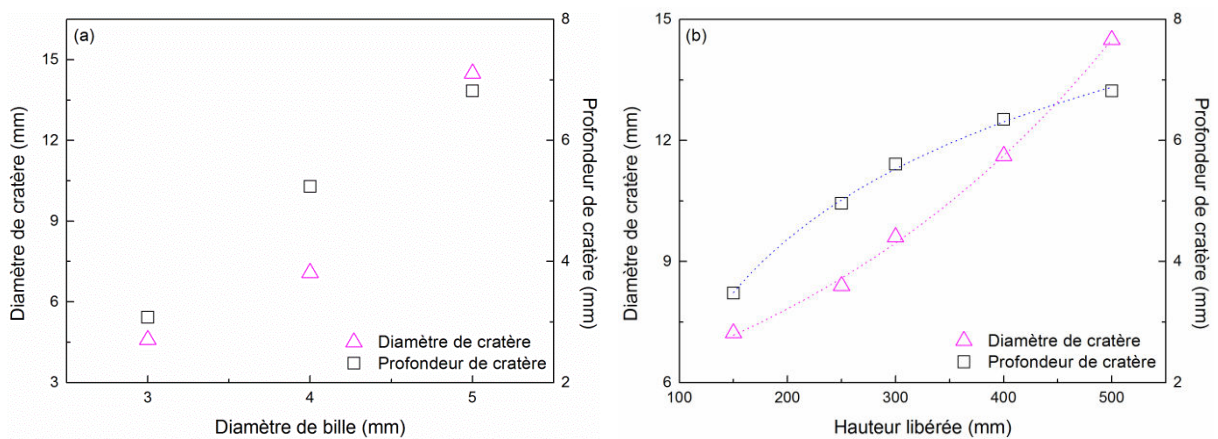 (a)
15
12
9
6
3
Diamètre de cratère (mm)
8
6
4
2
Profondeur de cratère (mm)
Diamètre de cratère
Profondeur de cratère
3
4
5
Diamètre de bille (mm)
(b)
15
12
9
6
Diamètre de cratère (mm)
8
6
4
2
Profondeur de cratère (mm)
Diamètre de cratère
Profondeur de cratère
100
200
300
400
500
Hauteur libérée (mm)